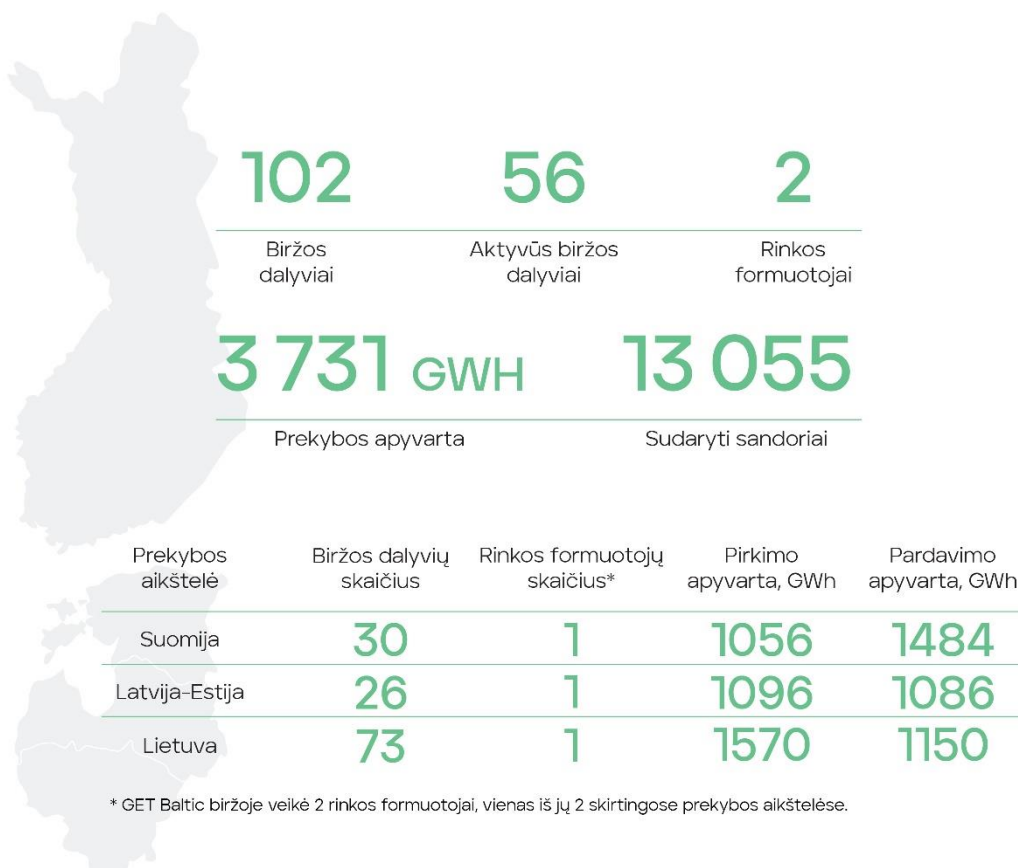 102 56 2
Biržos Aktyvūs biržos Rinkos
dalyviai dalyviai formuotojai
3 731 GWH 13 055
Prekybos apyvarta Sudaryti sandoriai
Prekybos Biržos dalyvių Rinkos formuotojų Pirkimo Pardavimo
aikštelė skaičius skaičius* apyvarta, GWh apyvarta, GWh
Suomija 30 1 1056 1484
Latvija-Estija 26 1 1096 1086
Lietuva 73 1 1570 1150
* GET Baltic biržoje veikė 2 rinkos formuotojai, vienas iš jų 2 skirtingose prekybos aikštelėse.